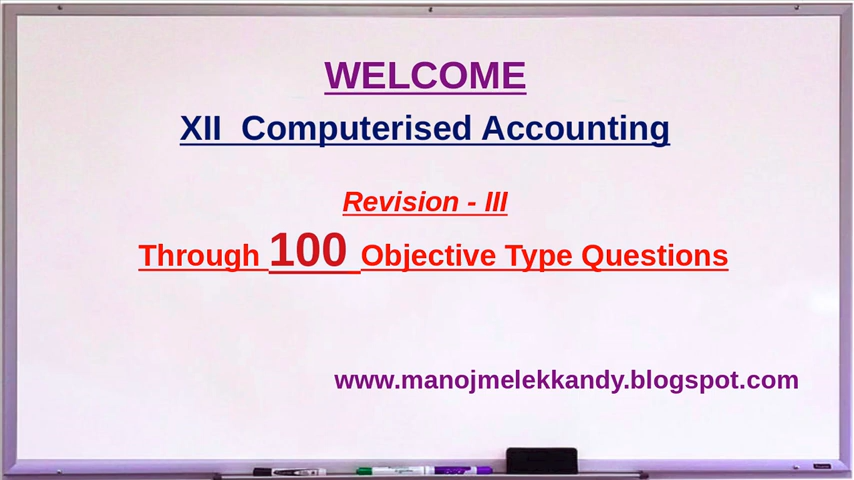 WELCOME
XII Computerised Accounting
Revision - III
Through 100 Objective Type Questions
www.manojmelekkandy.blogspot.com